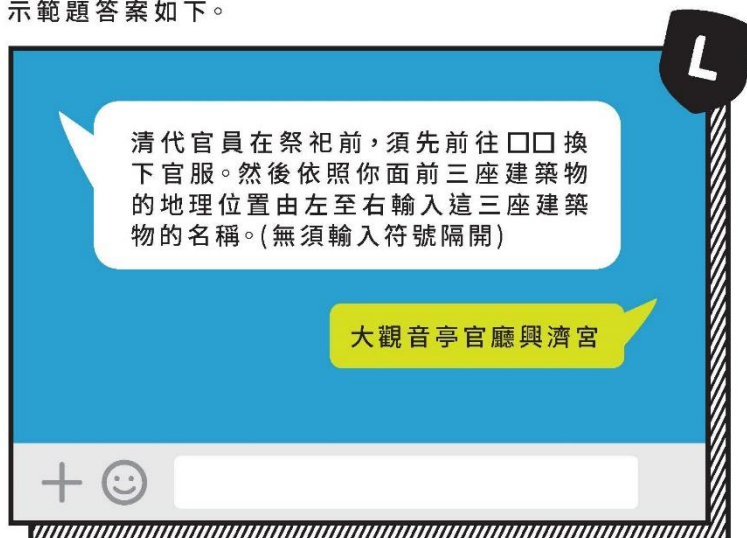 示範題答案如下。
L
清代官員在祭祀前，須先前往囗囗換
下官服。然後依照你面前三座建築物
的地理位置由左至右輸入這三座建築
物的名稱。(無須輸入符號隔開)
大觀音亭官廳興濟宮